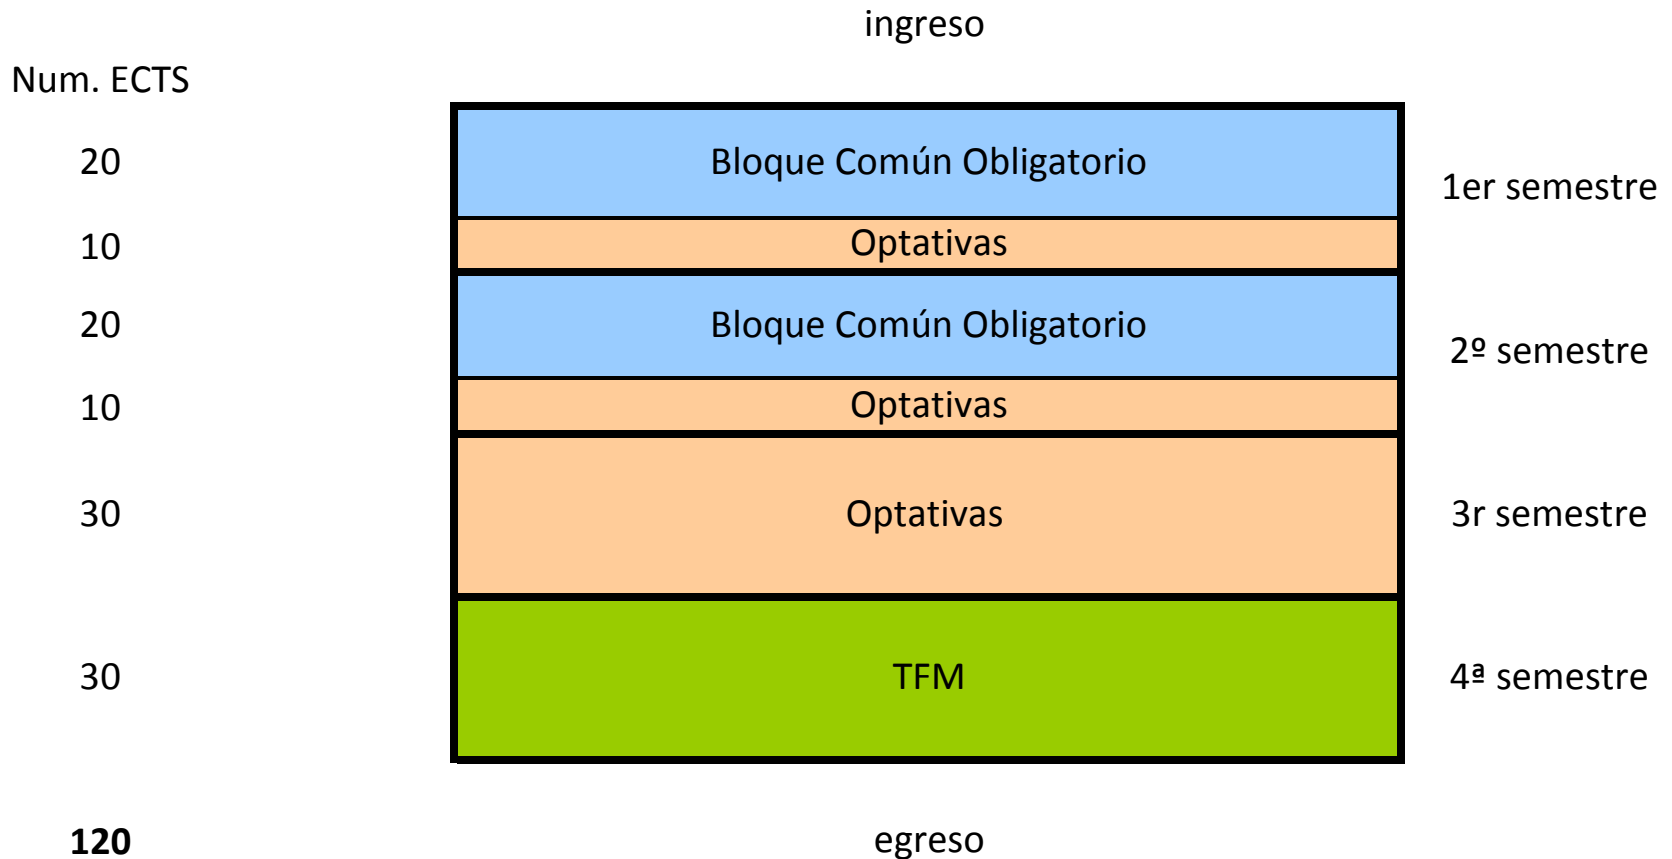 ingreso
Num. ECTS
20 Bloque Común Obligatorio 1er semestre
10 Optativas
20 Bloque Común Obligatorio 2º semestre
10 Optativas
30 Optativas 3r semestre
30 TFM 4ª semestre
120 egreso